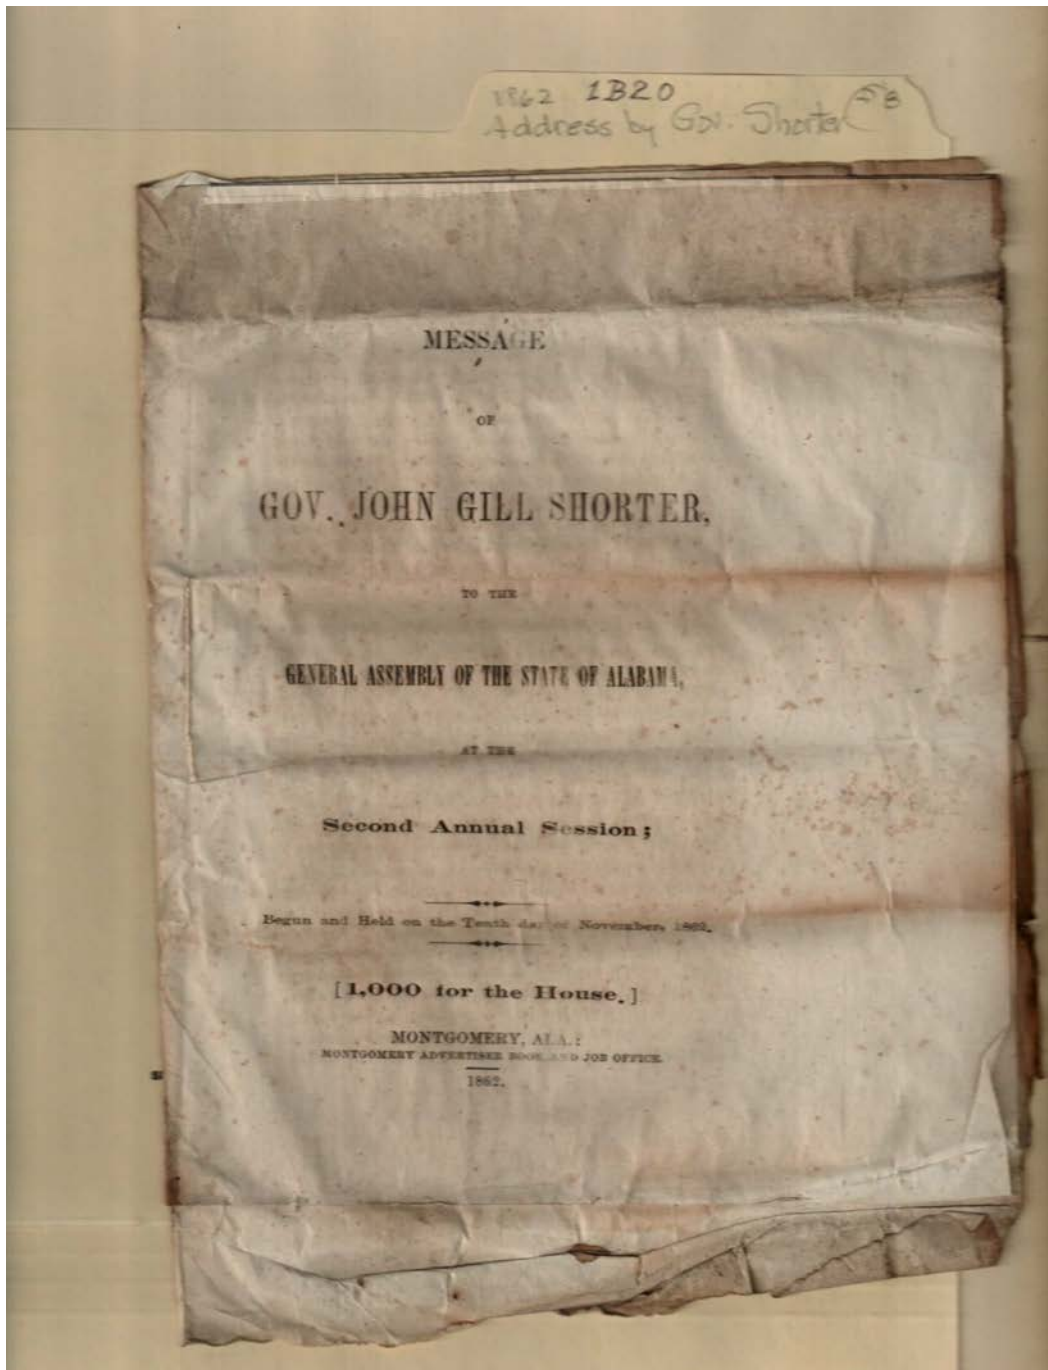 1862 1B20
Address by Gov. Shorter
MESSAGE
OF
GOV. JOHN GILL SHORTER,
TO THE
GENERAL ASSEMBLY OF THE STATE OF ALABAMA,
AT THE
Second Annual Session;
Begun and Held on the Tenth day of November, 1862.
[1,000 for the House.]
MONTGOMERY, ALA.:
MONTGOMERY ADVERTISER BOOK AND JOB OFFICE.
1862.